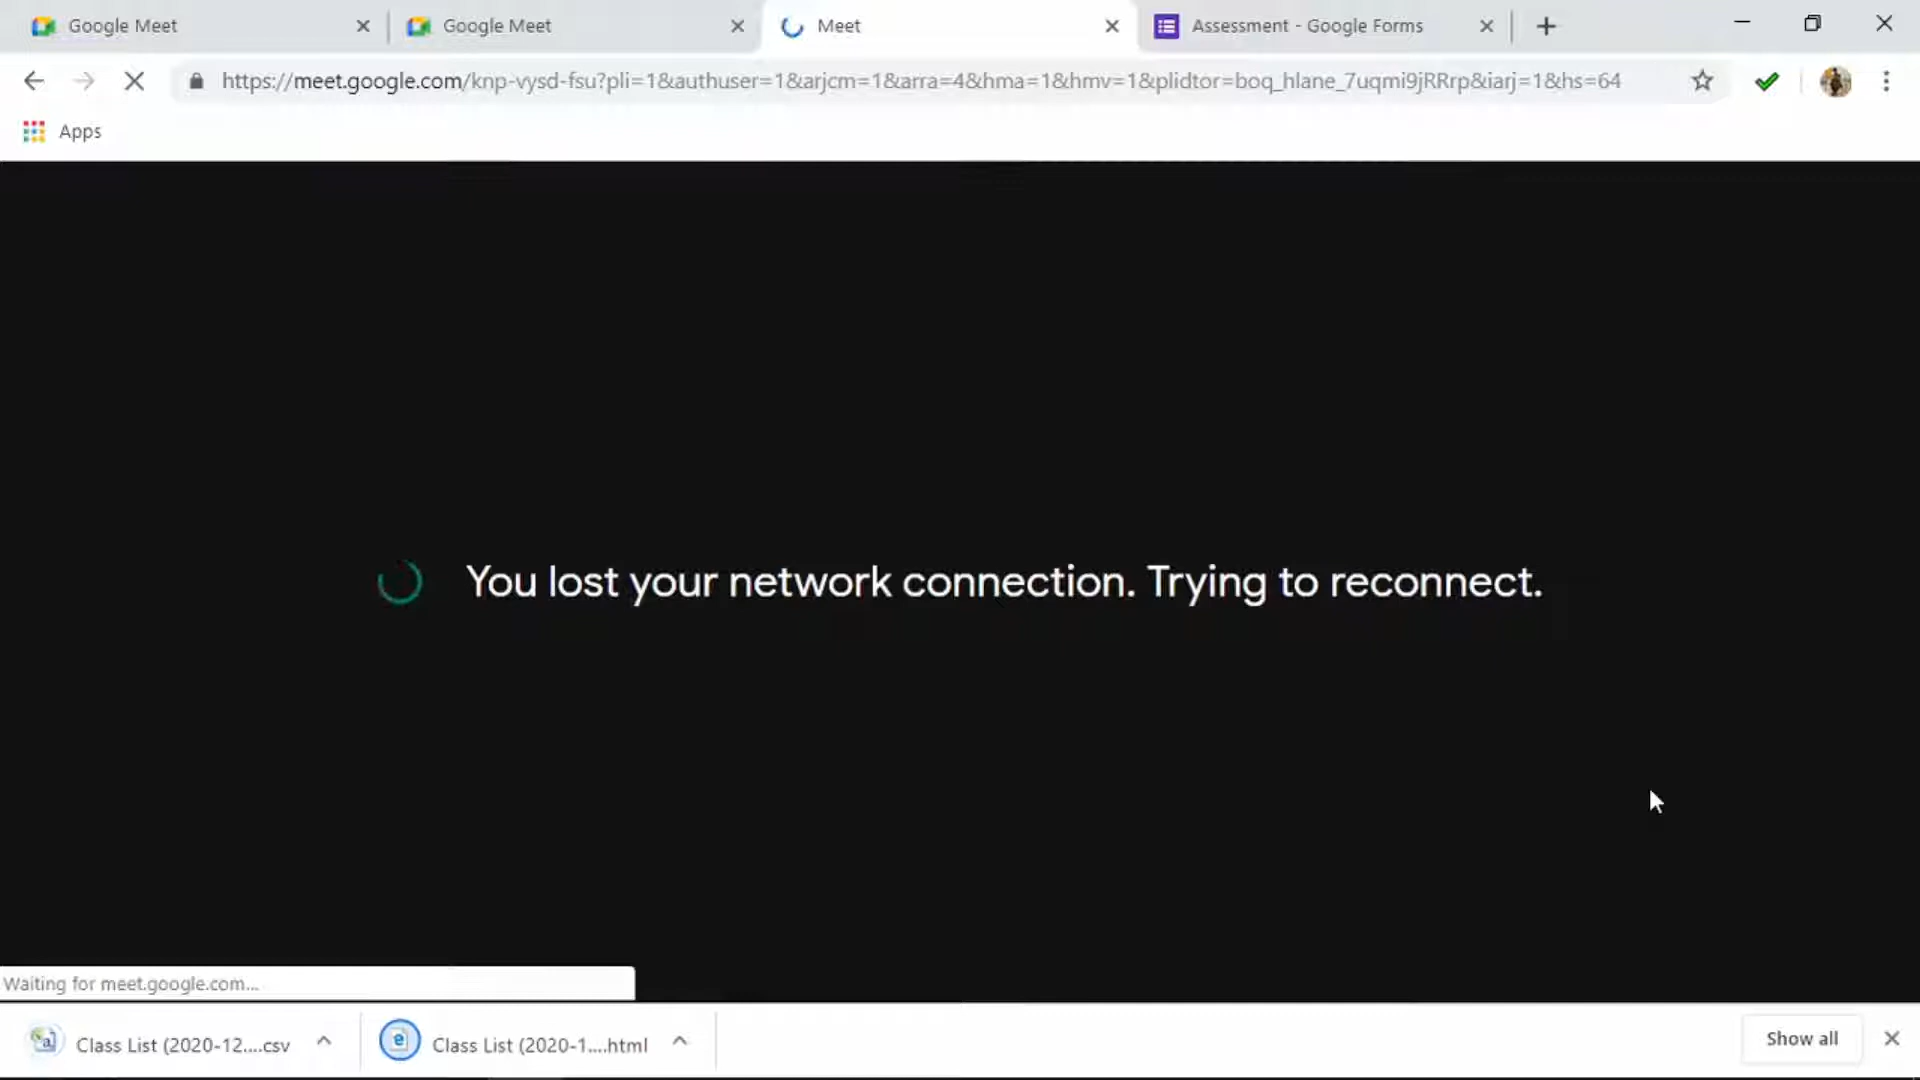 Google Meet
Google Meet
Meet
Assessment - Google Forms
https://meet.google.com/knp-vysd-fsu?pli=1&authuser=1&arjcm=1&arra=4&hma=1&hmv=1&plidtor=boq_hlane_7uqmi9jRRrp&iarj=1&hs=64
Apps
You lost your network connection. Trying to reconnect.
Waiting for meet.google.com...
Class List (2020-12....csv
Class List (2020-1....html
Show all